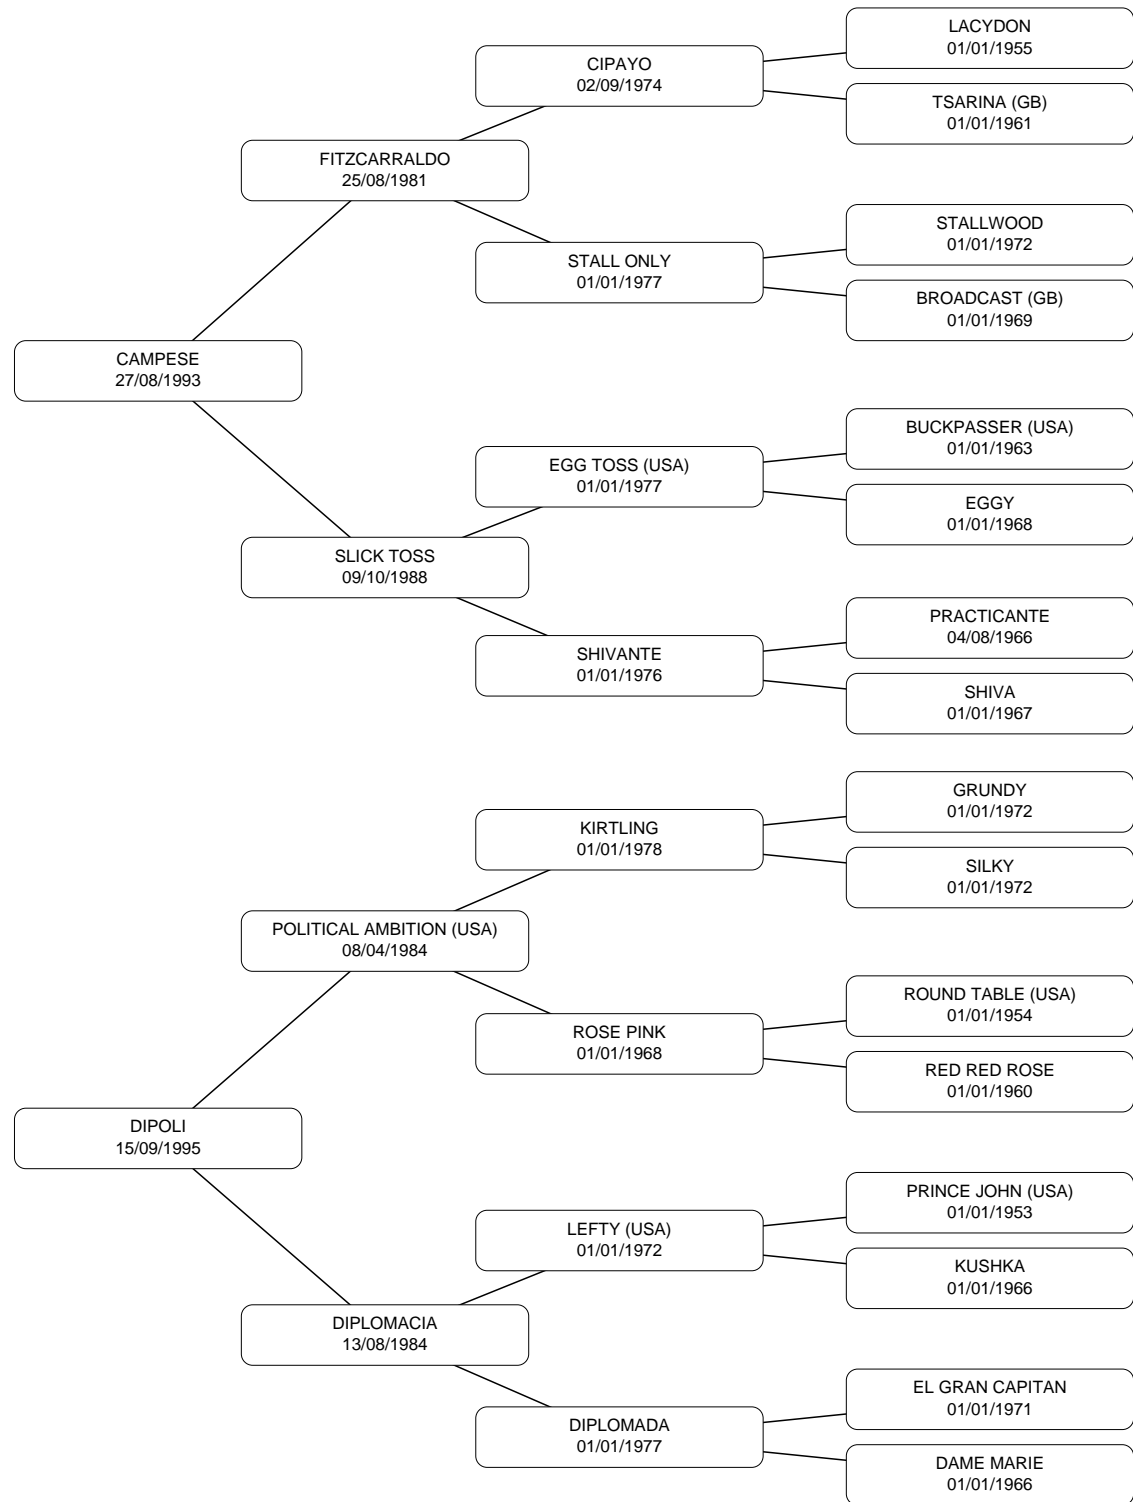 LACYDON
01/01/1955
CIPAYO
02/09/1974
TSARINA (GB)
01/01/1961
FITZCARRALDO
25/08/1981
STALLWOOD
01/01/1972
STALL ONLY
01/01/1977
BROADCAST (GB)
01/01/1969
CAMPESE
27/08/1993
BUCKPASSER (USA)
01/01/1963
EGG TOSS (USA)
01/01/1977
EGGY
01/01/1968
SLICK TOSS
09/10/1988
PRACTICANTE
04/08/1966
SHIVANTE
01/01/1976
SHIVA
01/01/1967
GRUNDY
01/01/1972
KIRTLING
01/01/1978
SILKY
01/01/1972
POLITICAL AMBITION (USA)
08/04/1984
ROUND TABLE (USA)
01/01/1954
ROSE PINK
01/01/1968
RED RED ROSE
01/01/1960
DIPOLI
15/09/1995
PRINCE JOHN (USA)
01/01/1953
LEFTY (USA)
01/01/1972
KUSHKA
01/01/1966
DIPLOMACIA
13/08/1984
EL GRAN CAPITAN
01/01/1971
DIPLOMADA
01/01/1977
DAME MARIE
01/01/1966